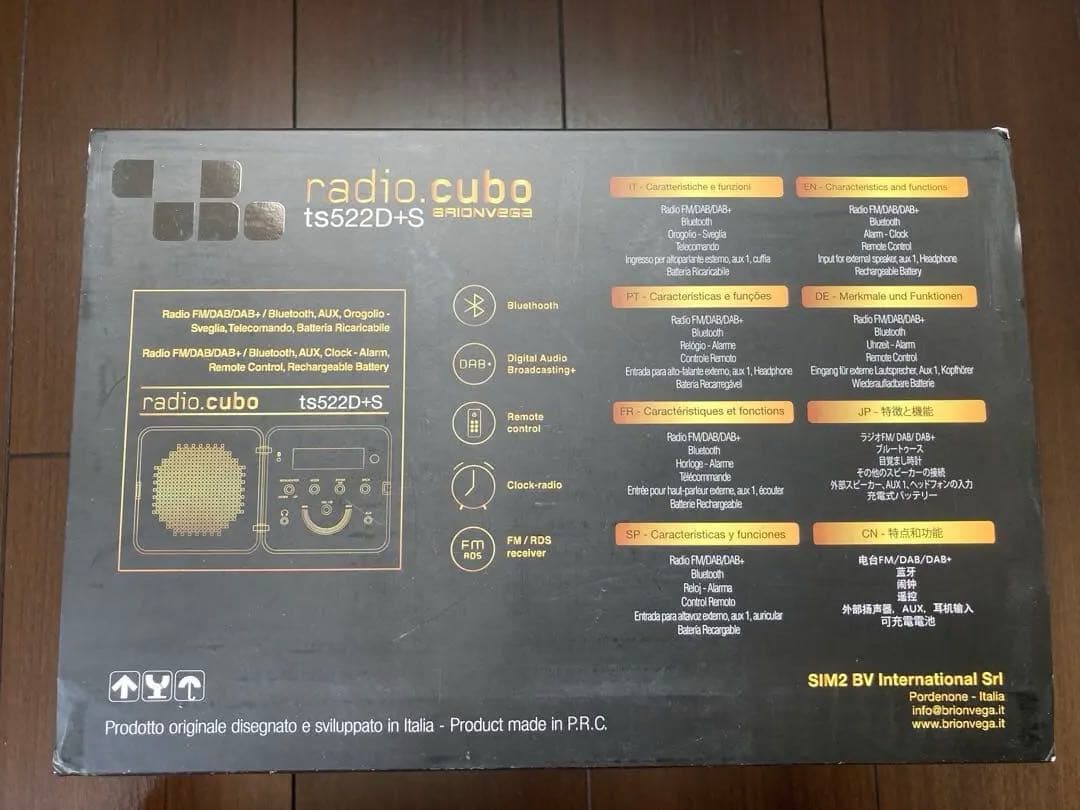 CUBO
radio.cubo
ts522D+S BRIONVEGA
Radio FM/DAB/DAB+ / Bluetooth, AUX, Orogolio -
Sveglia, Telecomando, Batteria Ricaricabile
Radio FM/DAB/DAB+ / Bluetooth, AUX, Clock - Alarm,
Remote Control, Rechargeable Battery
radio.cubo ts522D+S
Bluethooth
DAB+
Digital Audio
Broadcasting+
Remote
control
Clock-radio
FM
RDS
FM / RDS
receiver
IT - Caratteristiche e funzioni
Radio FM/DAB/DAB+
Bluetooth
Orogolio - Sveglia
Telecomando
Ingresso per altoparlante esterno, aux 1, cuffia
Batteria Ricaricabile
EN - Characteristics and functions
Radio FM/DAB/DAB+
Bluetooth
Alarm - Clock
Remote Control
Input for external speaker, aux 1, Headphone
Rechargeable Battery
PT - Características e funções
Radio FM/DAB/DAB+
Bluetooth
Relógio - Alarme
Controle Remoto
Entrada para alto-falante externo, aux 1, Headphone
Bateria Recarregável
DE - Merkmale und Funktionen
Radio FM/DAB/DAB+
Bluetooth
Uhrzeit - Alarm
Remote Control
Eingang für externe Lautsprecher, Aux 1, Kopfhörer
Wiederaufladbare Batterie
FR - Caractéristiques et fonctions
Radio FM/DAB/DAB+
Bluetooth
Horloge - Alarme
Télécommande
Entrée pour haut-parleur externe, aux 1, écouter
Batterie Rechargeable
JP - 特徴と機能
ラジオFM/ DAB/ DAB+
ブルートゥース
目覚まし時計
その他のスピーカーの接続
外部スピーカー、AUX 1、ヘッドフォンの入力
充電式バッテリー
SP - Caracteristicas y funciones
Radio FM/DAB/DAB+
Bluetooth
Reloj - Alarma
Control Remoto
Entrada para altavoz externo, aux 1, auricular
Batería Recargable
CN - 特点和功能
电台FM/DAB/DAB+
蓝牙
闹钟
遥控
外部扬声器，AUX，耳机输入
可充電電池
SIM2 BV International Srl
Pordenone - Italia
info@brionvega.it
www.brionvega.it
Prodotto originale disegnato e sviluppato in Italia - Product made in P.R.C.